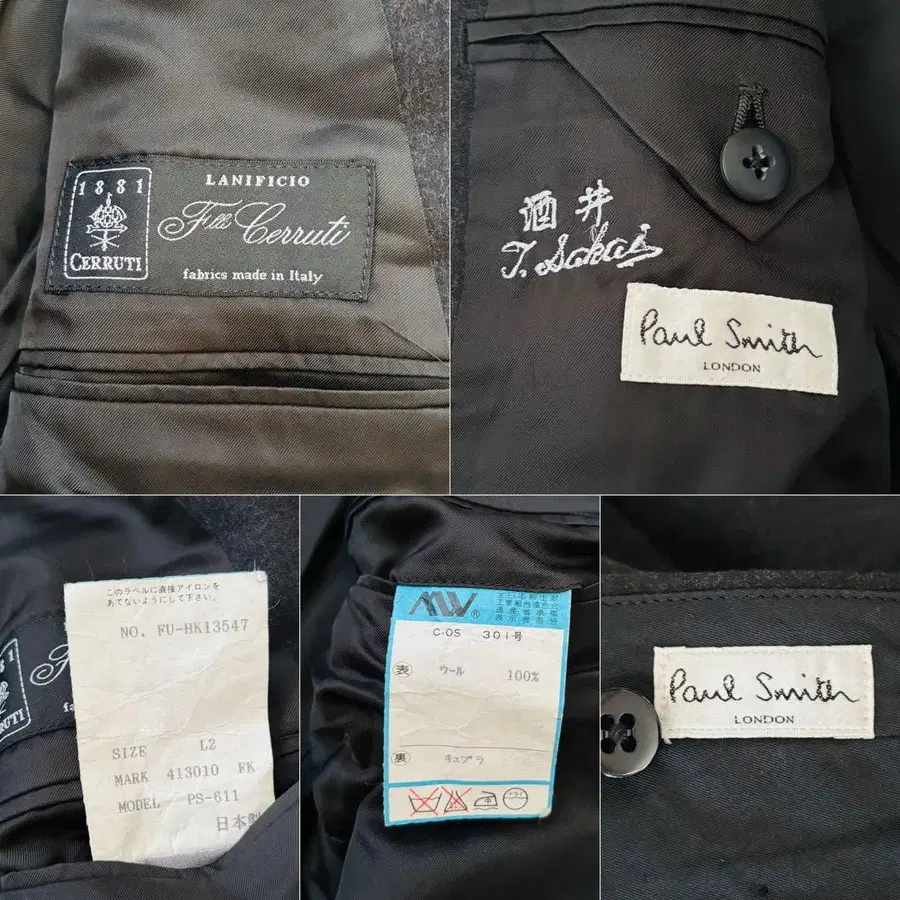 1881
CERRUTI
LANIFICIO
Fll Cerruti
fabrics made in Italy
酒井
T. Sakai
Paul Smith
LONDON
このラベルに直接アイロンを
あてないようにして下さい。
NO. FU-HK13547
SIZE L2
MARK 413010 FK
MODEL PS-611
日本製
RUTI
MW®
C-OS 301号
表 ウール 100%
裏 キュプラ
Paul Smith
LONDON